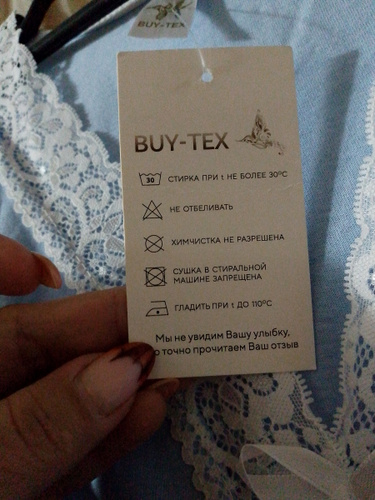 BUY-TEX
BUY-TEX
30 СТИРКА ПРИ t НЕ БОЛЕЕ 30°C
НЕ ОТБЕЛИВАТЬ
ХИМЧИСТКА НЕ РАЗРЕШЕНА
СУШКА В СТИРАЛЬНОЙ
МАШИНЕ ЗАПРЕЩЕНА
ГЛАДИТЬ ПРИ t ДО 110°C
Мы не увидим Вашу улыбку,
точно прочитаем Ваш отзыв